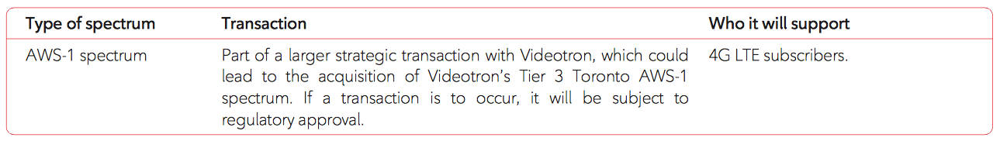 Type of spectrum Transaction Who it will support
AWS-1 spectrum Part of a larger strategic transaction with Videotron, which could 4G LTE subscribers.
lead to the acquisition of Videotron's Tier 3 Toronto AWS-1
spectrum. If a transaction is to occur, it will be subject to
regulatory approval.